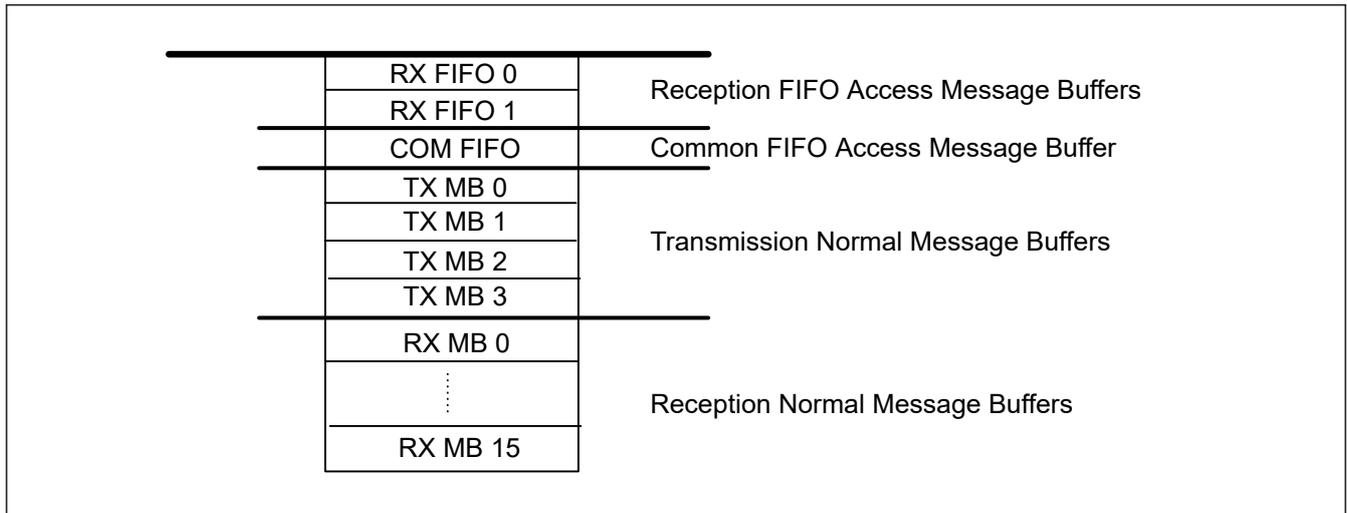 RX FIFO 0
RX FIFO 1
Reception FIFO Access Message Buffers
COM FIFO
Common FIFO Access Message Buffer
TX MB 0
TX MB 1
TX MB 2
TX MB 3
Transmission Normal Message Buffers
RX MB 0
RX MB 15
Reception Normal Message Buffers